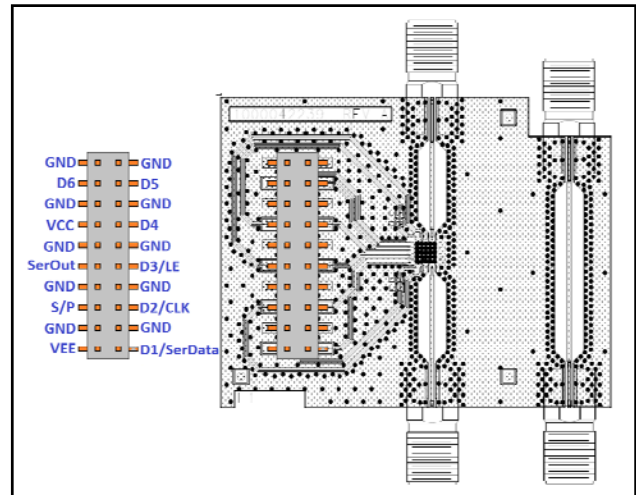 GND GND
D6 D5
GND GND
VCC D4
GND GND
SerOut D3/LE
GND GND
S/P D2/CLK
GND GND
VEE D1/SerData